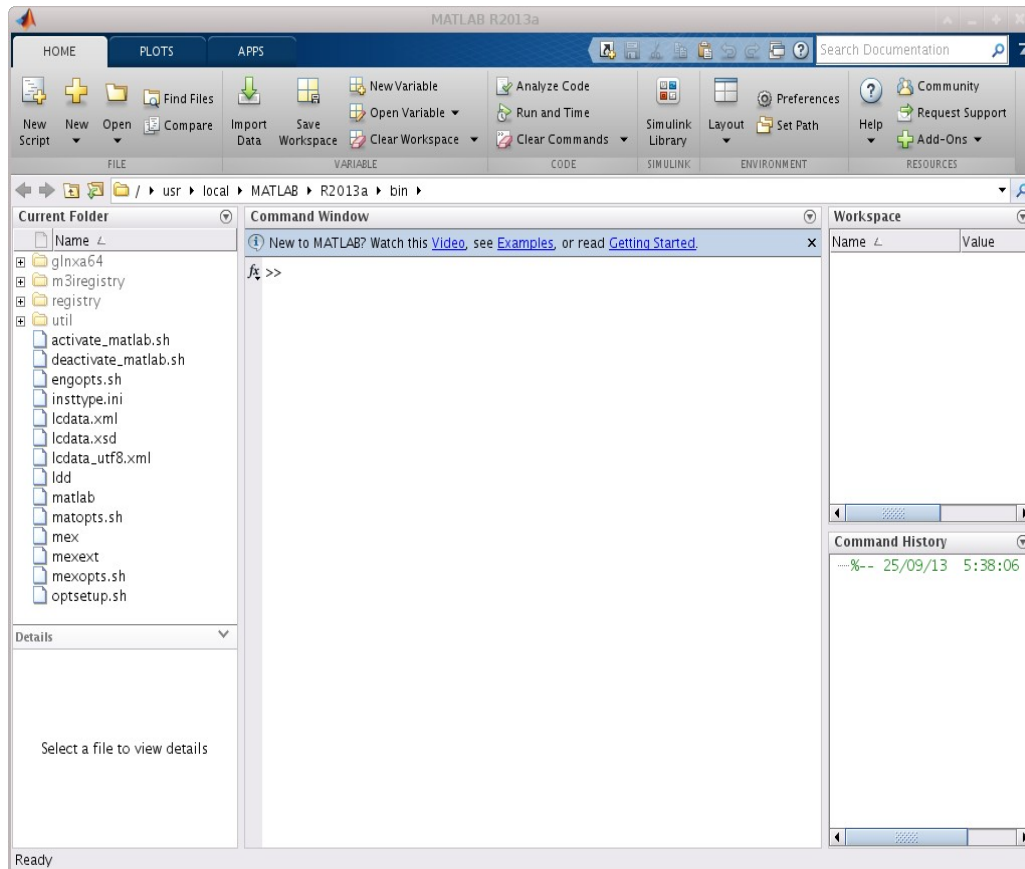 MATLAB R2013a
HOME PLOTS APPS Search Documentation
New Script New Open Find Files Compare
FILE
Import Data Save Workspace New Variable Open Variable Clear Workspace
VARIABLE
Analyze Code Run and Time Clear Commands
CODE
Simulink Library
SIMULINK
Layout Preferences Set Path
ENVIRONMENT
Help Community Request Support Add-Ons
RESOURCES
/ usr local MATLAB R2013a bin
Current Folder
Name
glnxa64
m3iregistry
registry
util
activate_matlab.sh
deactivate_matlab.sh
engopts.sh
insttype.ini
lcdata.xml
lcdata.xsd
lcdata_utf8.xml
ldd
matlab
matopts.sh
mex
mexext
mexopts.sh
optsetup.sh
Details
Select a file to view details
Command Window
New to MATLAB? Watch this Video, see Examples, or read Getting Started. x
fx >>
Workspace
Name Value
Command History
%-- 25/09/13 5:38:06
Ready